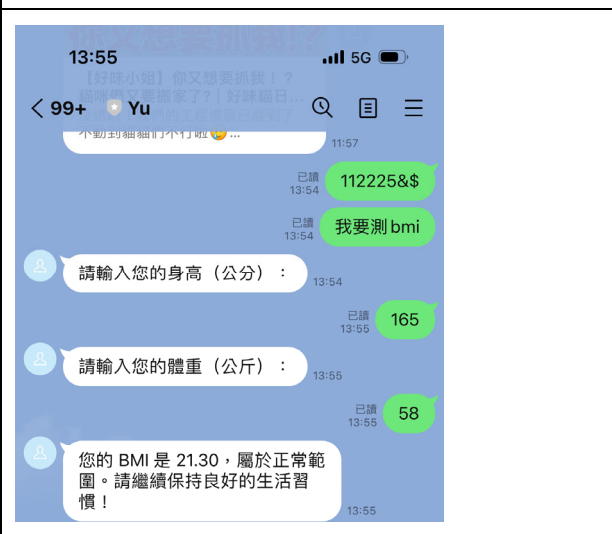 13:55
5G
【好味小姐】你又想要抓我！？
99+ Yu
11:57
已讀
13:54
112225&$
已讀
13:54
我要測bmi
請輸入您的身高（公分）：
13:54
已讀
13:55
165
請輸入您的體重（公斤）：
13:55
已讀
13:55
58
您的 BMI 是 21.30，屬於正常範
圍。請繼續保持良好的生活習
慣！
13:55